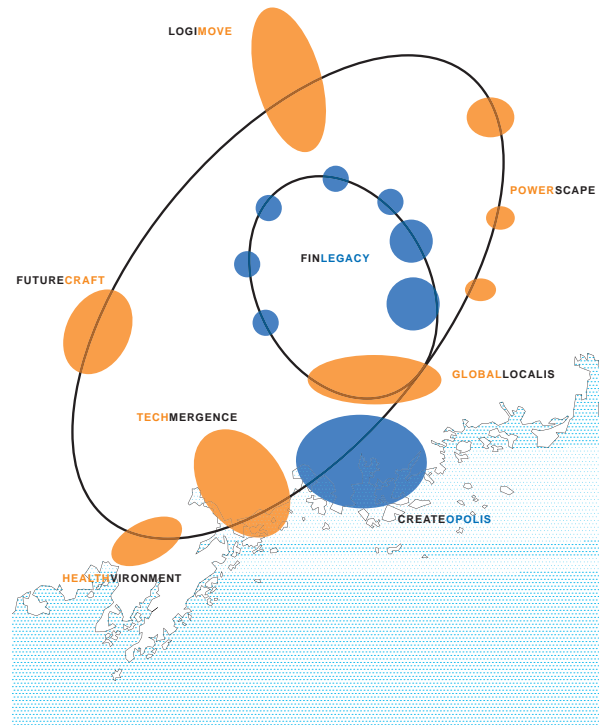 LOGIMOVE
POWERSCAPE
FINLEGACY
FUTURECRAFT
GLOBALLOCALIS
TECHMERGENCE
CREATEOPOLIS
HEALTHVIRONMENT